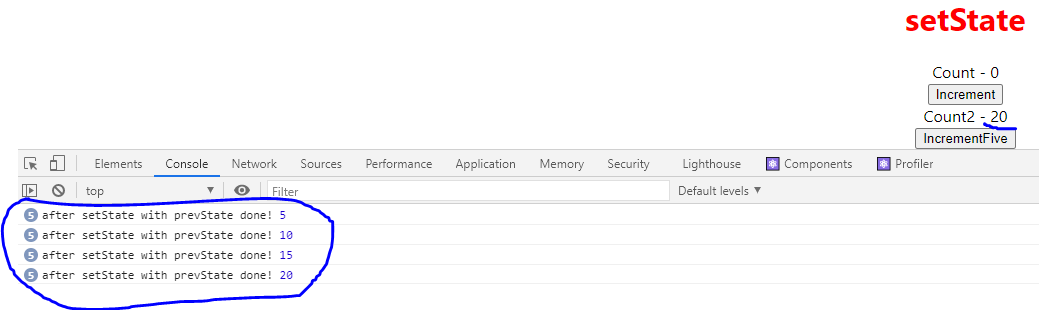 setState
Count - 0
Increment
Count2 - 20
IncrementFive
Elements Console Network Sources Performance Application Memory Security Lighthouse Components Profiler
top Filter Default levels
5 after setState with prevState done! 5
5 after setState with prevState done! 10
5 after setState with prevState done! 15
5 after setState with prevState done! 20